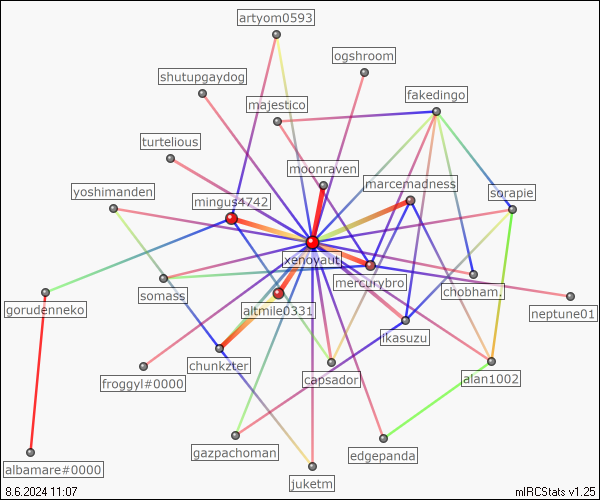 artyom0593
ogshroom
shutupgaydog
fakedingo
majestico
turtelious
moonraven
marcemadness
yoshimanden
mingus4742
sorapie
xenoyaut
mercurybro
chobham.
somass
gorudenneko
altmile0331
neptune01
ikasuzu
chunkzter
froggyl#0000
capsador
alan1002
gazpachoman
edgepanda
albamare#0000
juketm
8.6.2024 11:07
mIRCStats v1.25